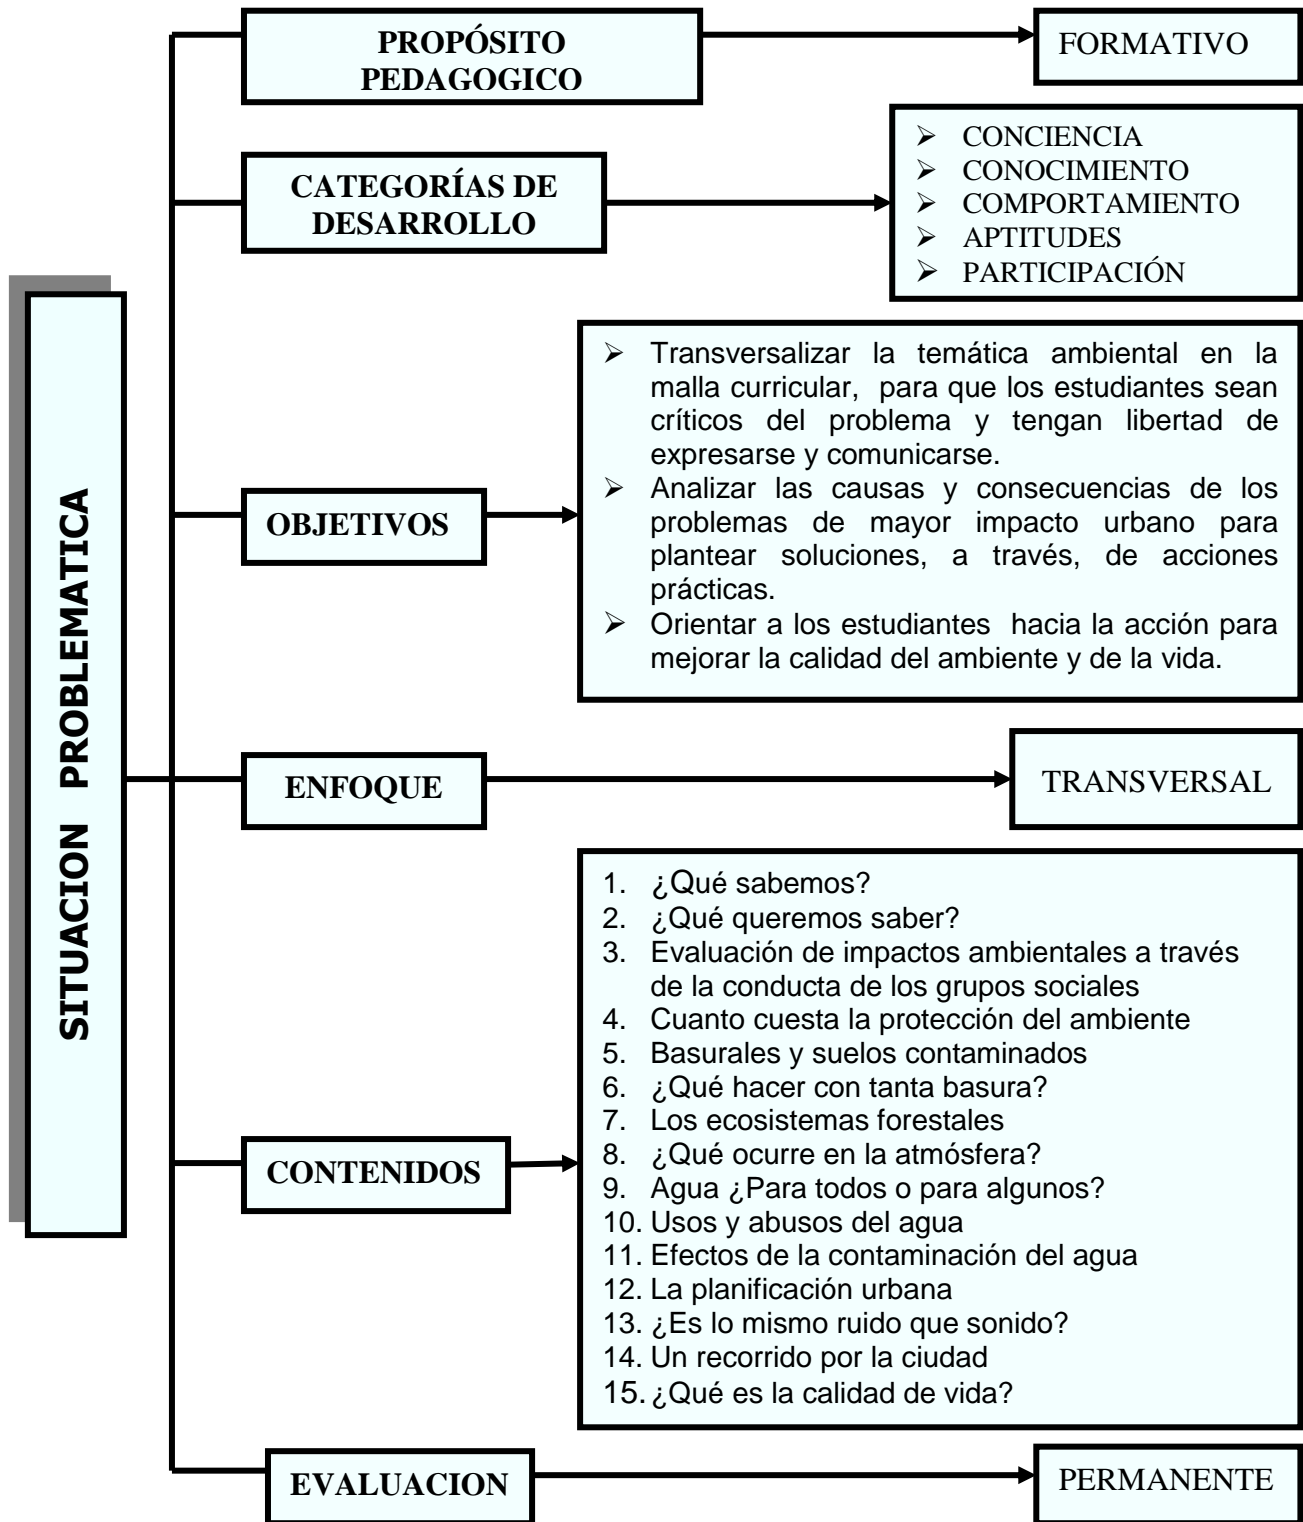 PROPÓSITO
PEDAGOGICO
FORMATIVO
CATEGORÍAS DE
DESARROLLO
➢ CONCIENCIA
➢ CONOCIMIENTO
➢ COMPORTAMIENTO
➢ APTITUDES
➢ PARTICIPACIÓN
SITUACION PROBLEMATICA
OBJETIVOS
➢ Transversalizar la temática ambiental en la
malla curricular, para que los estudiantes sean
críticos del problema y tengan libertad de
expresarse y comunicarse.
➢ Analizar las causas y consecuencias de los
problemas de mayor impacto urbano para
plantear soluciones, a través, de acciones
prácticas.
➢ Orientar a los estudiantes hacia la acción para
mejorar la calidad del ambiente y de la vida.
ENFOQUE
TRANSVERSAL
CONTENIDOS
1. ¿Qué sabemos?
2. ¿Qué queremos saber?
3. Evaluación de impactos ambientales a través
de la conducta de los grupos sociales
4. Cuanto cuesta la protección del ambiente
5. Basurales y suelos contaminados
6. ¿Qué hacer con tanta basura?
7. Los ecosistemas forestales
8. ¿Qué ocurre en la atmósfera?
9. Agua ¿Para todos o para algunos?
10. Usos y abusos del agua
11. Efectos de la contaminación del agua
12. La planificación urbana
13. ¿Es lo mismo ruido que sonido?
14. Un recorrido por la ciudad
15. ¿Qué es la calidad de vida?
EVALUACION
PERMANENTE